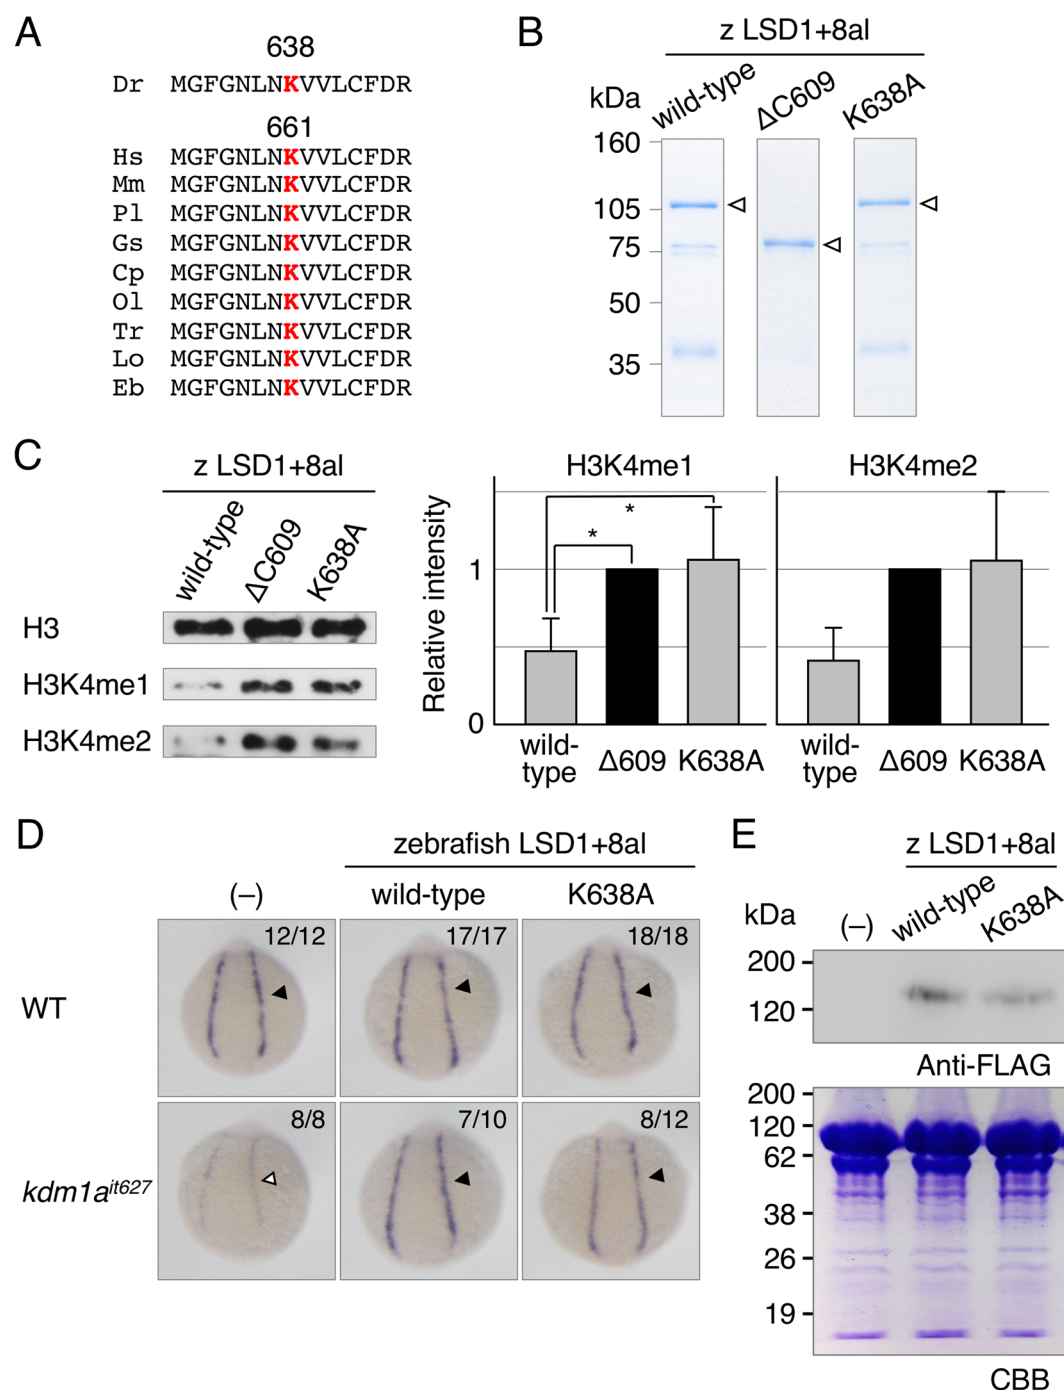 A
638
Dr MGFGNLNKVVLCFDR
661
Hs MGFGNLNKVVLCFDR
Mm MGFGNLNKVVLCFDR
Pl MGFGNLNKVVLCFDR
Gs MGFGNLNKVVLCFDR
Cp MGFGNLNKVVLCFDR
Ol MGFGNLNKVVLCFDR
Tr MGFGNLNKVVLCFDR
Lo MGFGNLNKVVLCFDR
Eb MGFGNLNKVVLCFDR
B
z LSD1+8al
kDa wild-type ΔC609 K638A
160
105
75
50
35
C
z LSD1+8al
wild-type ΔC609 K638A
H3
H3K4me1
H3K4me2
H3K4me1 H3K4me2
Relative intensity
*
*
1
0
wild-type Δ609 K638A wild-type Δ609 K638A
D
zebrafish LSD1+8al
(–) wild-type K638A
WT
12/12 17/17 18/18
kdm1a^it627
8/8 7/10 8/12
E
z LSD1+8al
kDa (–) wild-type K638A
200
120
Anti-FLAG
200
120
62
38
26
19
CBB